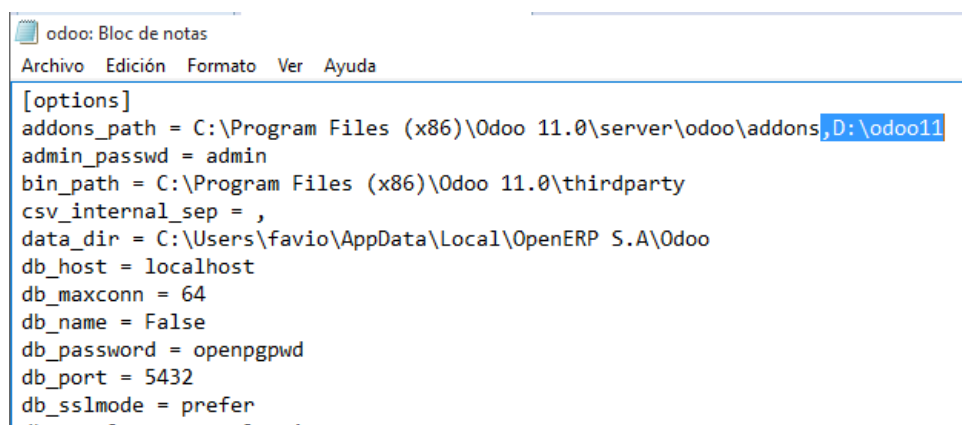 odoo: Bloc de notas
Archivo Edición Formato Ver Ayuda
[options]
addons_path = C:\Program Files (x86)\Odoo 11.0\server\odoo\addons,D:\odoo11
admin_passwd = admin
bin_path = C:\Program Files (x86)\Odoo 11.0\thirdparty
csv_internal_sep = ,
data_dir = C:\Users\favio\AppData\Local\OpenERP S.A\Odoo
db_host = localhost
db_maxconn = 64
db_name = False
db_password = openpgpwd
db_port = 5432
db_sslmode = prefer